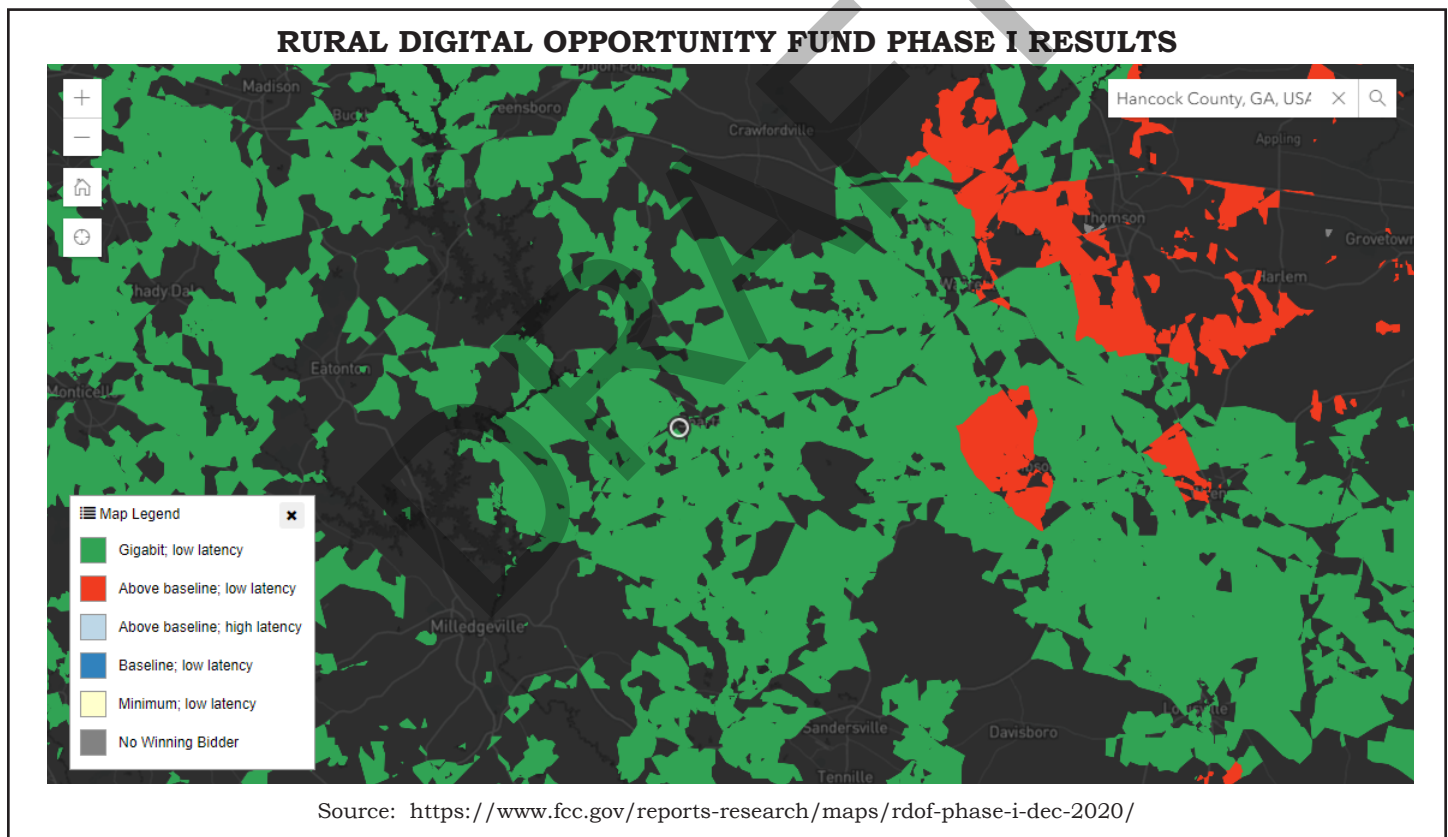 RURAL DIGITAL OPPORTUNITY FUND PHASE I RESULTS
+
Hancock County, GA, USA
−
Madison
Crawfordville
Appling
Thomson
Grovetown
Harlem
Eatonton
DRAFT
Map Legend
Gigabit; low latency
Above baseline; low latency
Above baseline; high latency
Baseline; low latency
Minimum; low latency
No Winning Bidder
Milledgeville
Sandersville
Davisboro
Louisville
Tennille
Source: https://www.fcc.gov/reports-research/maps/rdof-phase-i-dec-2020/